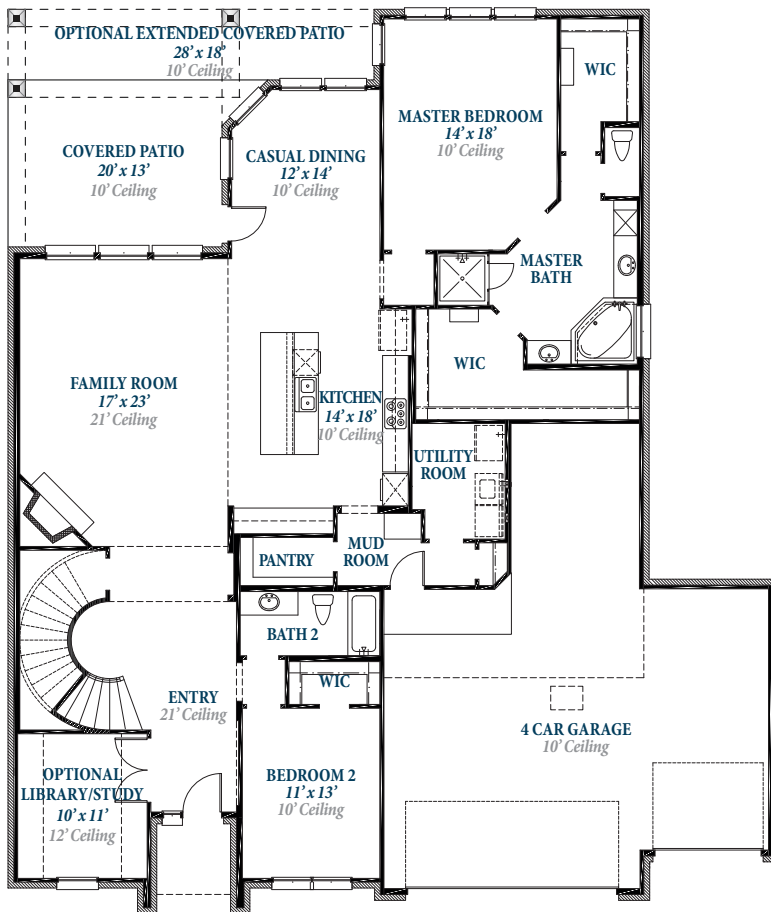 OPTIONAL EXTENDED COVERED PATIO
28' x 18'
10' Ceiling
WIC
MASTER BEDROOM
14' x 18'
10' Ceiling
COVERED PATIO
20' x 13'
10' Ceiling
CASUAL DINING
12' x 14'
10' Ceiling
MASTER
BATH
FAMILY ROOM
17' x 23'
21' Ceiling
KITCHEN
14' x 18'
10' Ceiling
WIC
UTILITY
ROOM
PANTRY
MUD
ROOM
BATH 2
WIC
ENTRY
21' Ceiling
4 CAR GARAGE
10' Ceiling
OPTIONAL
LIBRARY/STUDY
10' x 11'
12' Ceiling
BEDROOM 2
11' x 13'
10' Ceiling